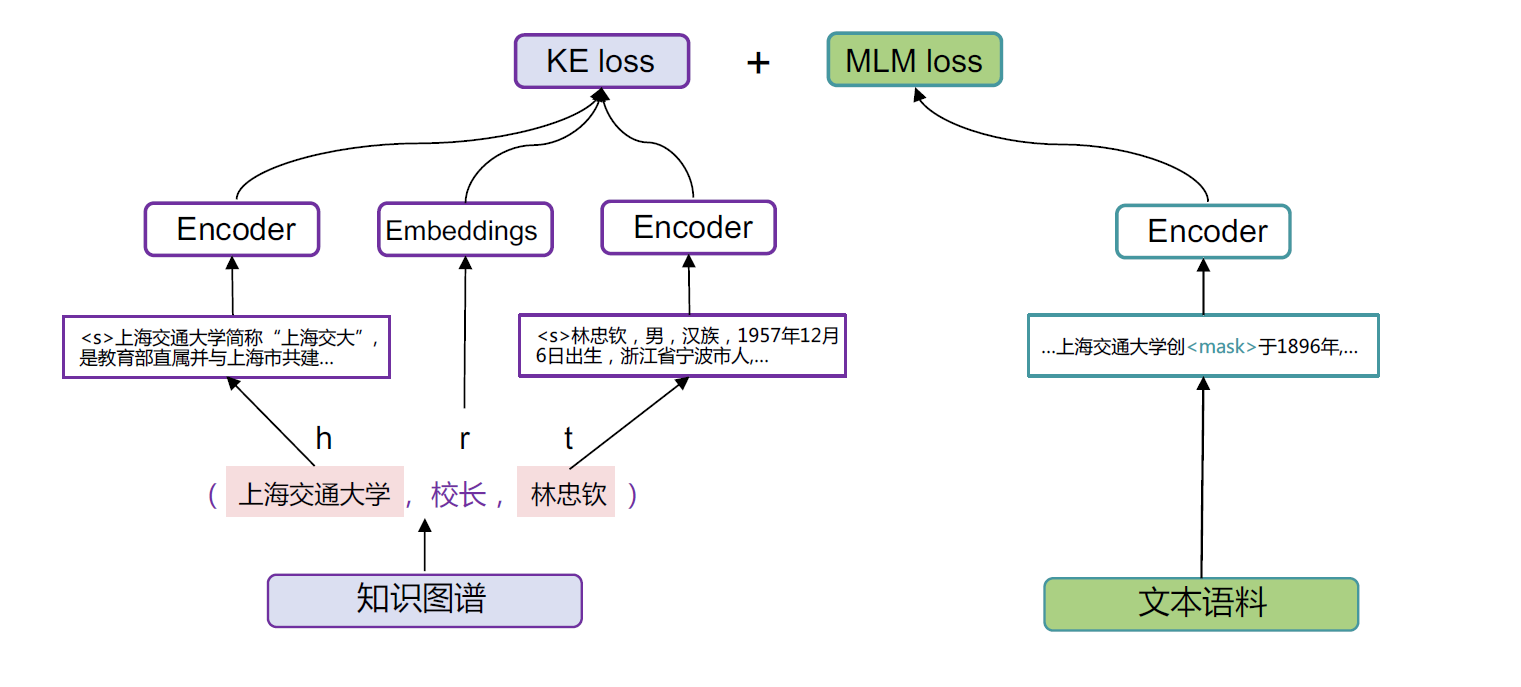 KE loss + MLM loss
Encoder Embeddings Encoder Encoder
<s>上海交通大学简称“上海交大”,
是教育部直属并与上海市共建...
<s>林忠钦，男，汉族，1957年12月
6日出生，浙江省宁波市人,...
...上海交通大学创<mask>于1896年,...
h r t
（上海交通大学，校长，林忠钦）
知识图谱 文本语料